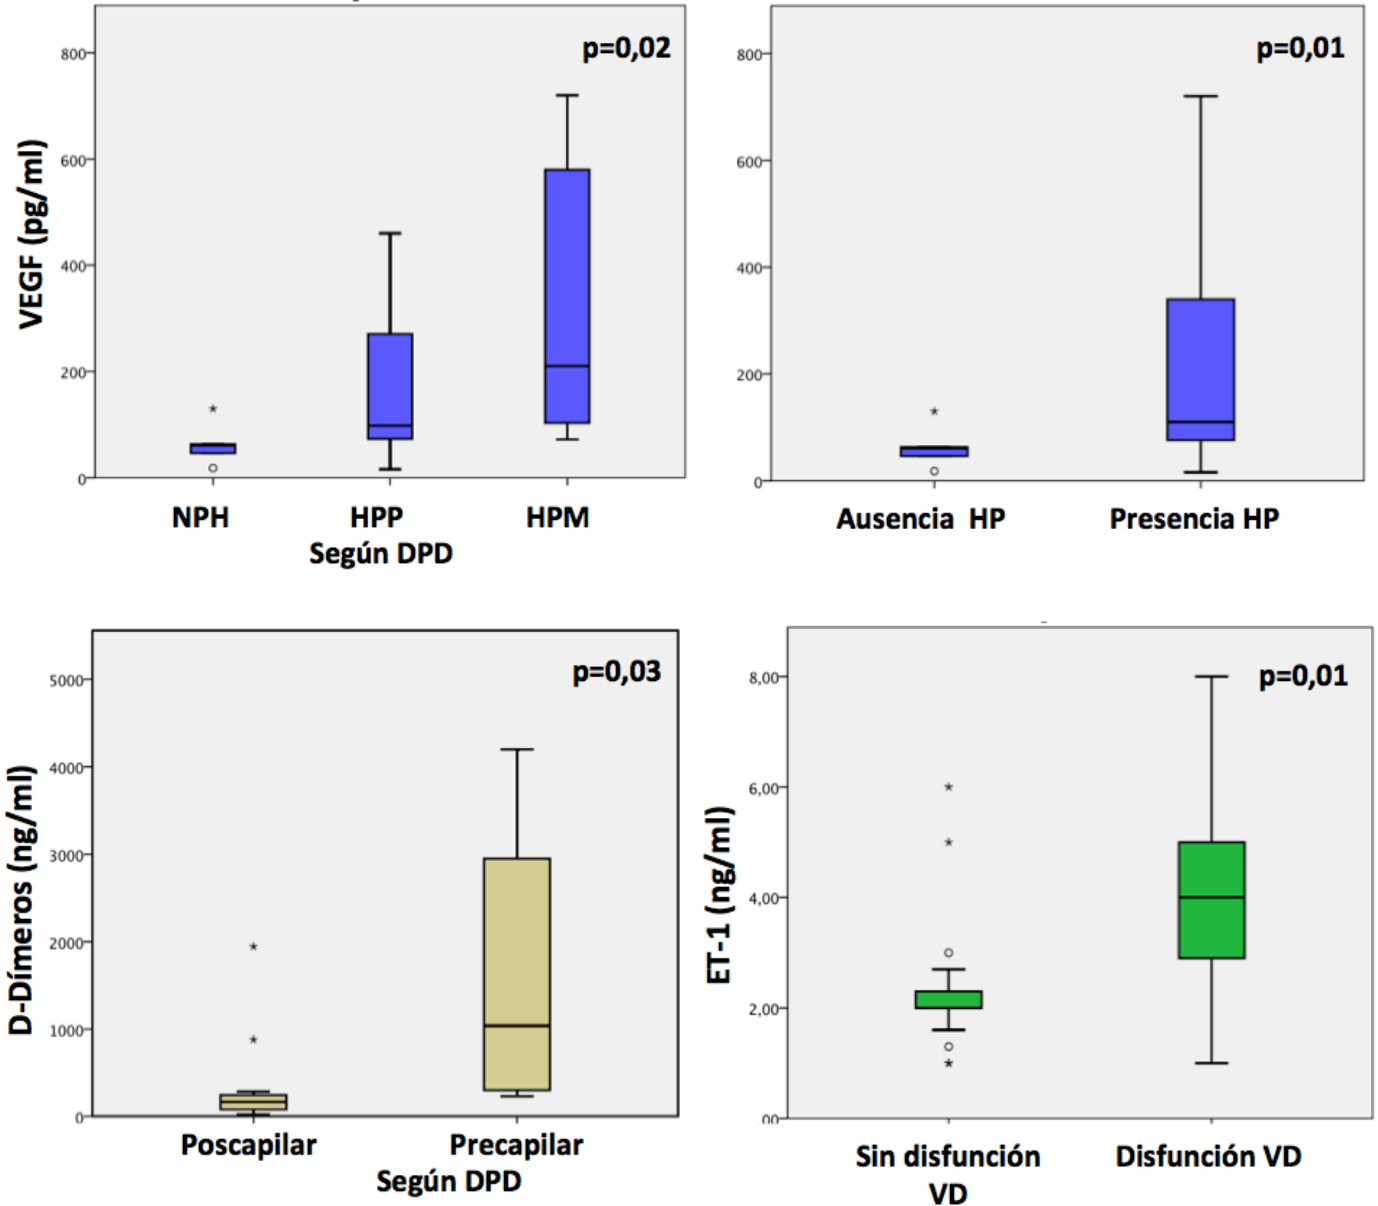 p=0,02
800
600
400
200
0
VEGF (pg/ml)
NPH HPP HPM
Según DPD
p=0,01
800
600
400
200
0
Ausencia HP Presencia HP
p=0,03
5000
4000
3000
2000
1000
0
D-Dímeros (ng/ml)
Poscapilar Precapilar
Según DPD
p=0,01
8,00
6,00
4,00
2,00
,00
ET-1 (ng/ml)
Sin disfunción Disfunción VD
VD